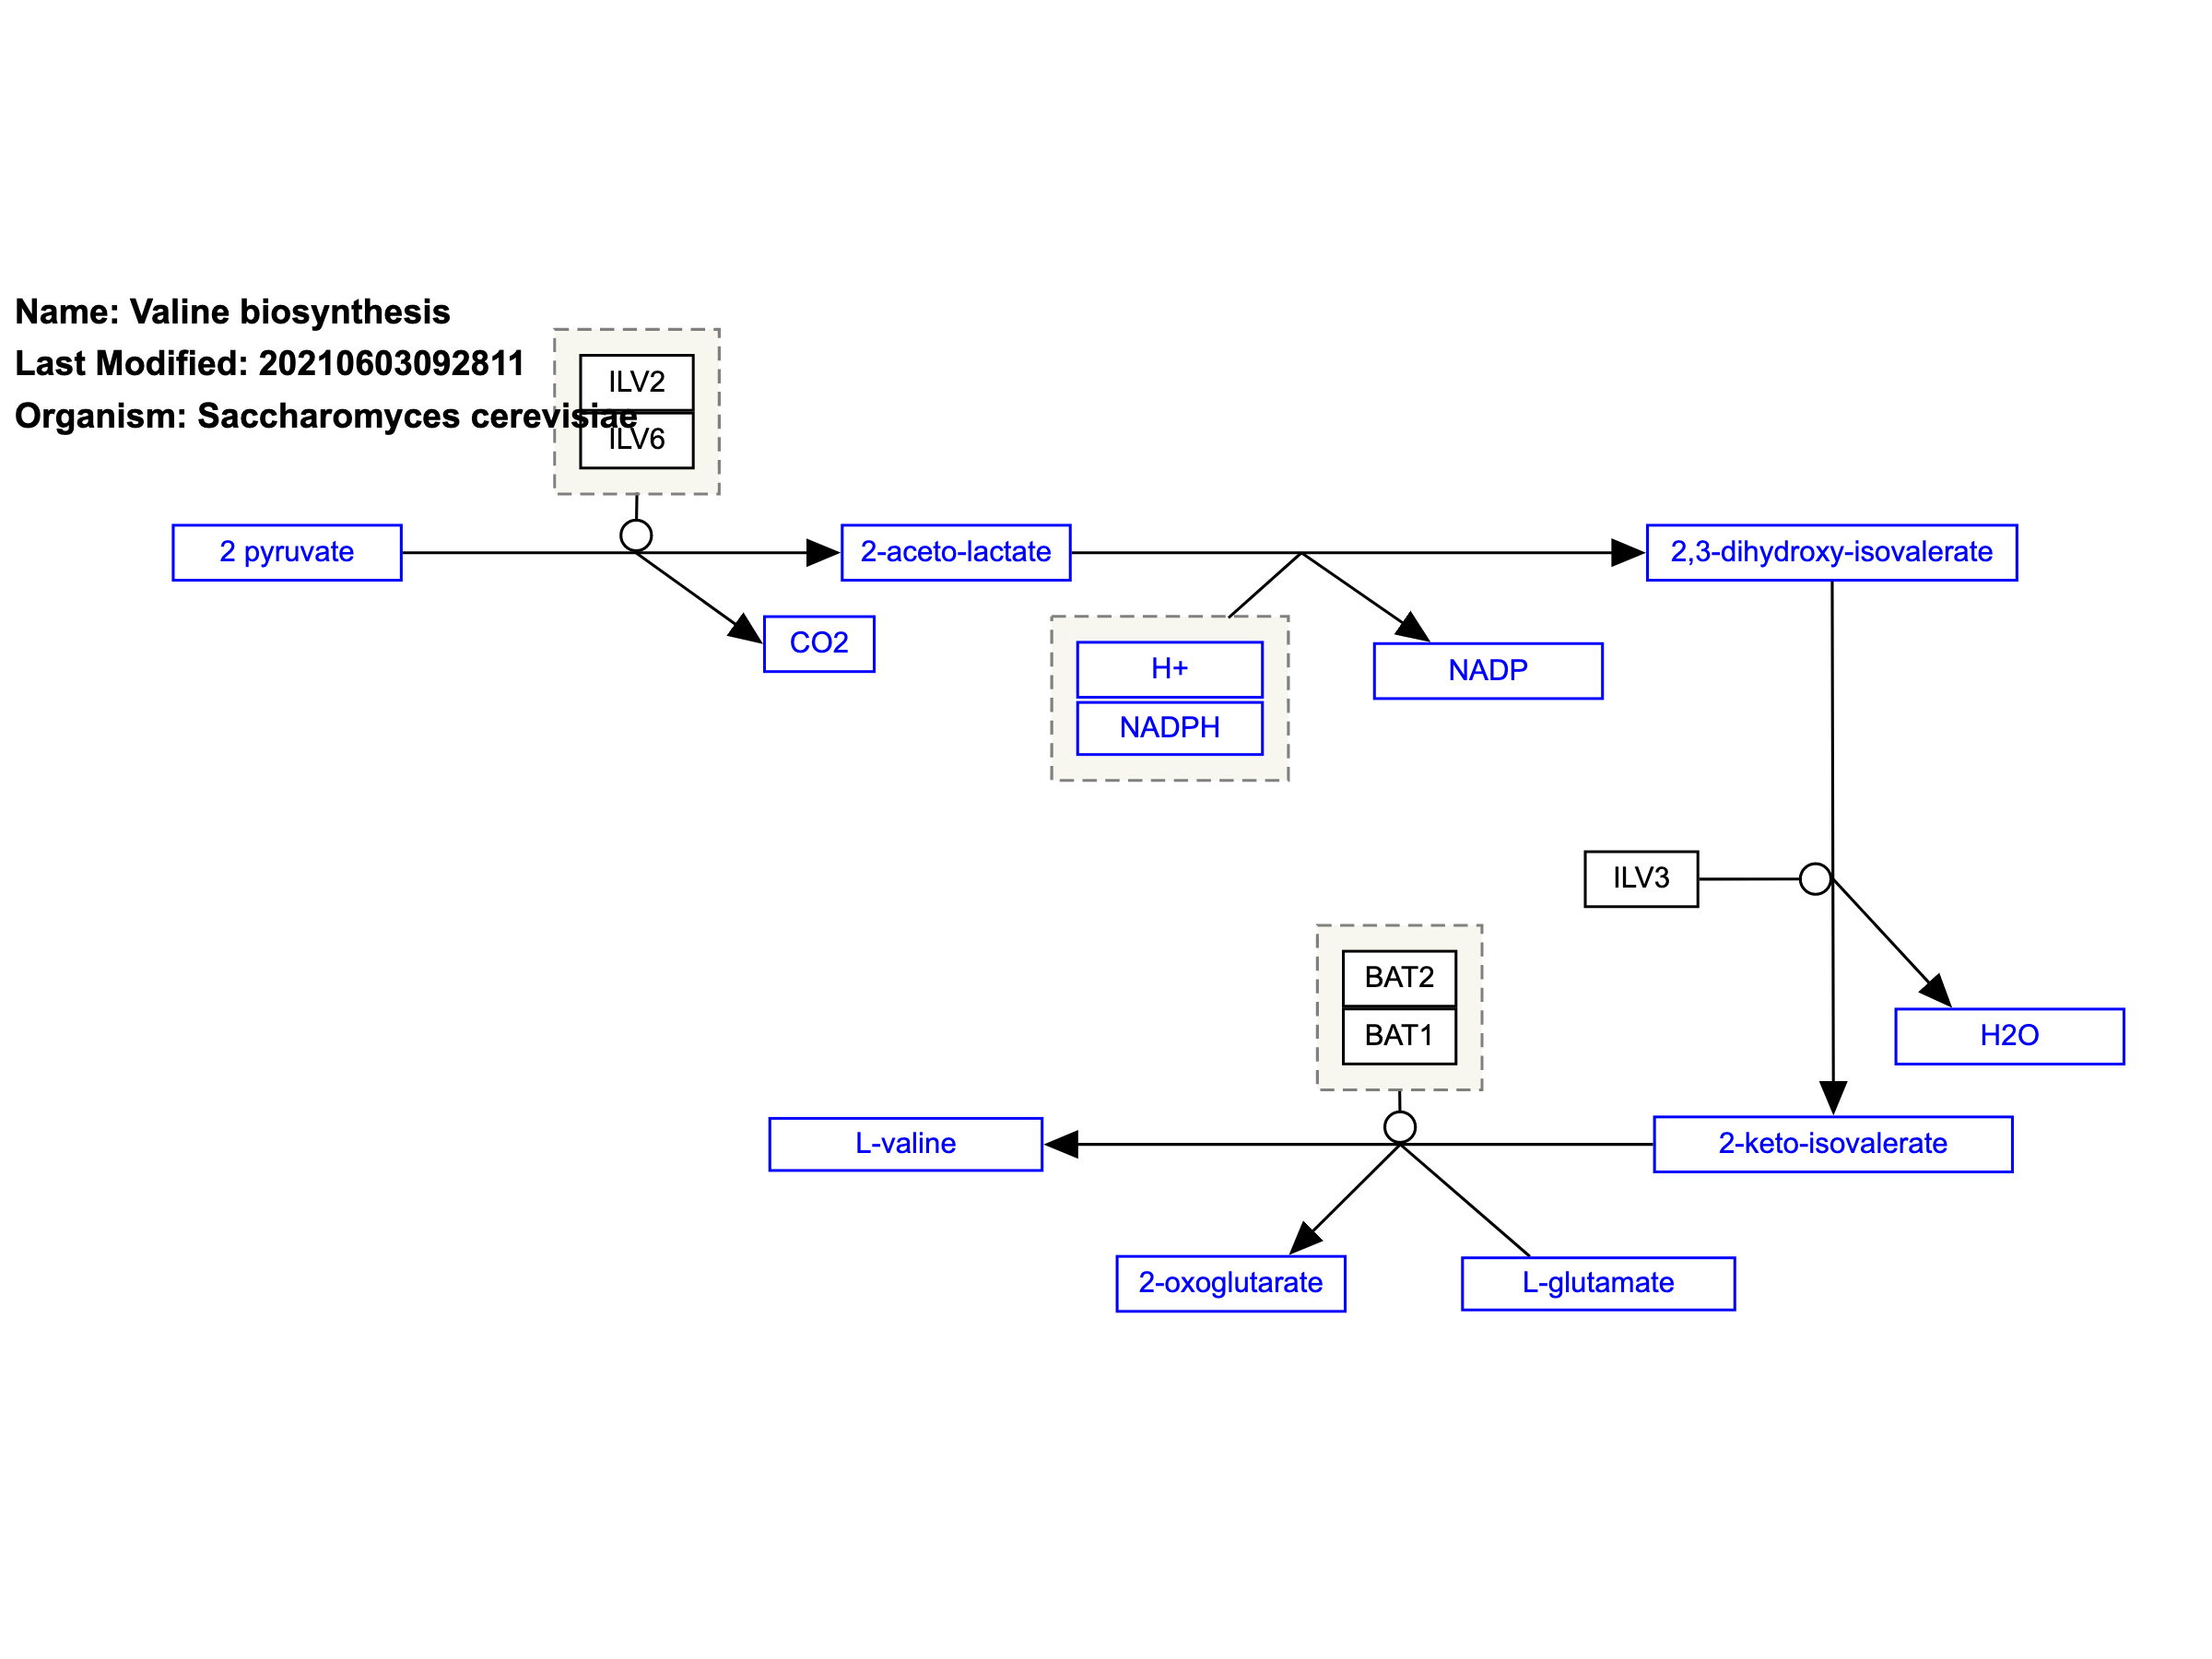 Name: Valine biosynthesis
Last Modified: 20210603092811
Organism: Saccharomyces cerevisiae
ILV2
ILV6
2 pyruvate
2-aceto-lactate
2,3-dihydroxy-isovalerate
CO2
H+
NADPH
NADP
ILV3
BAT2
BAT1
H2O
L-valine
2-keto-isovalerate
2-oxoglutarate
L-glutamate